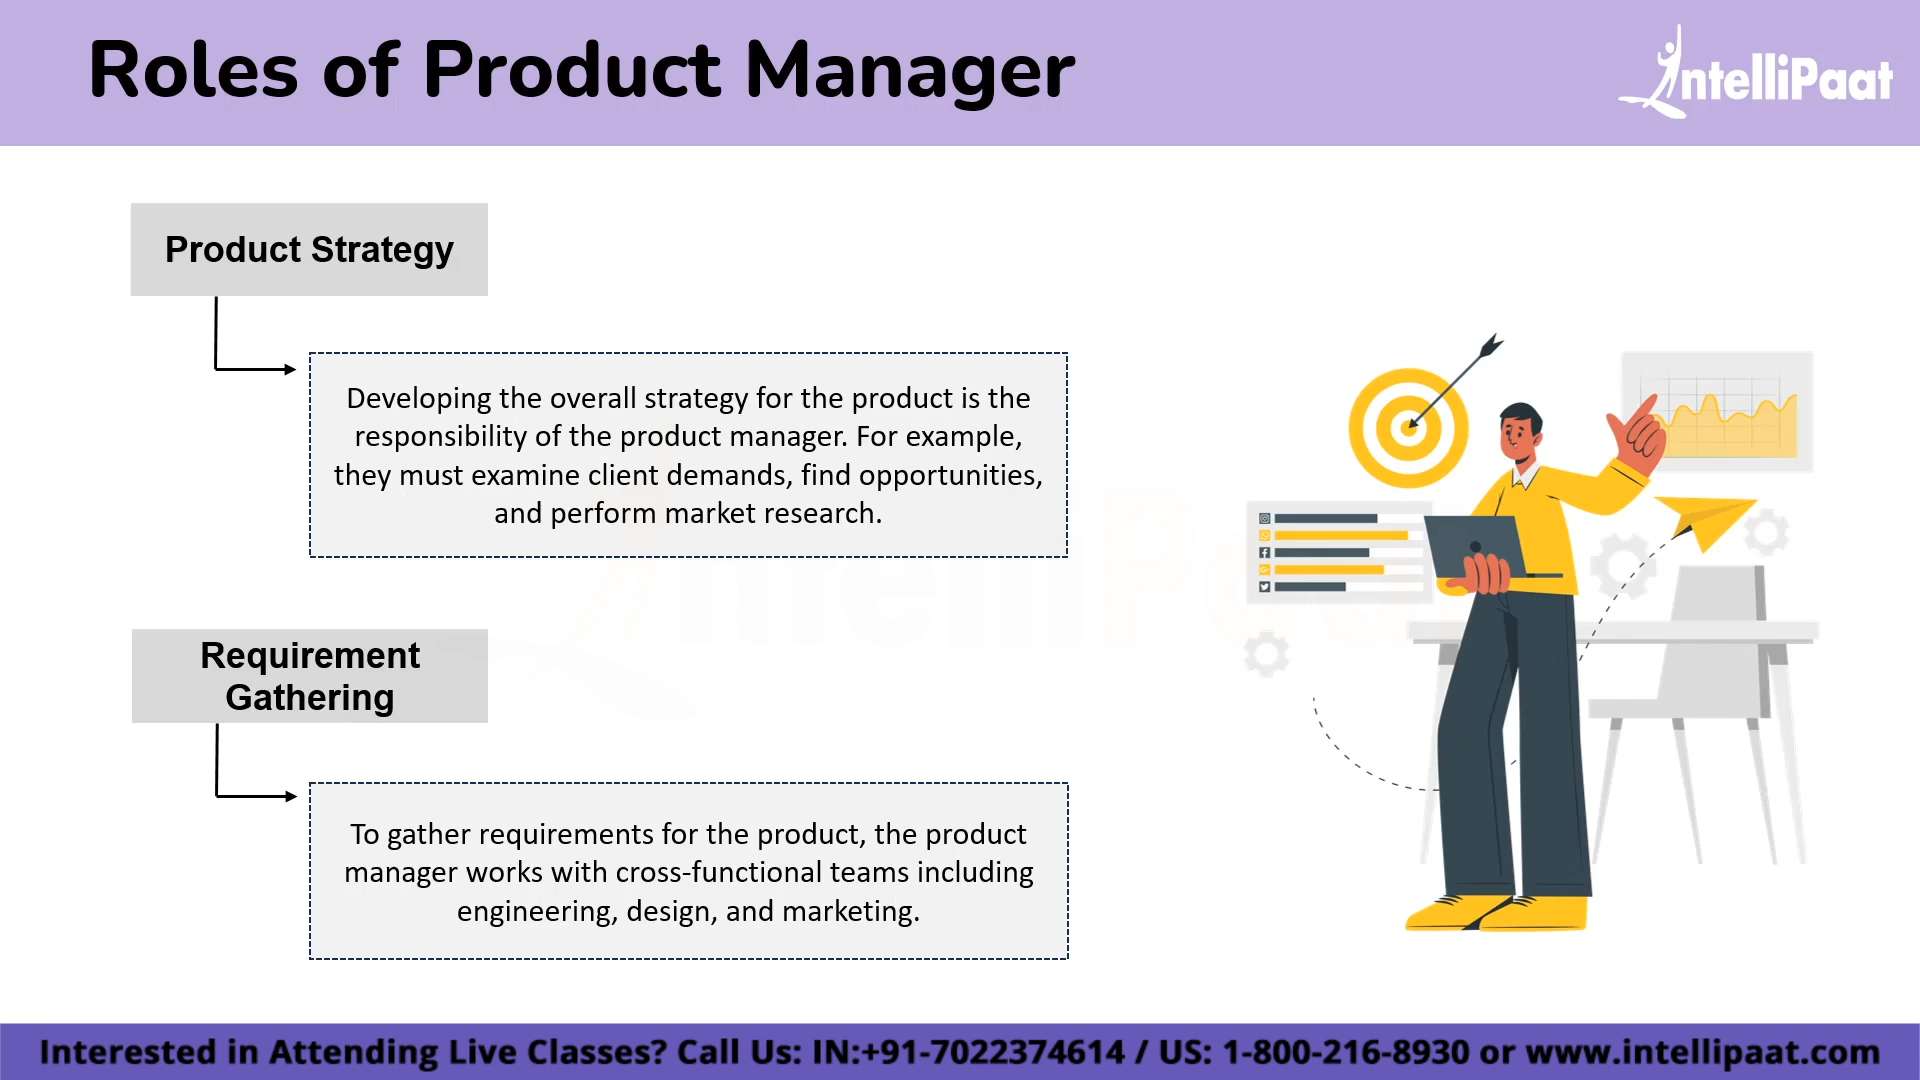 Roles of Product Manager
IntelliPaat
Product Strategy
Developing the overall strategy for the product is the
responsibility of the product manager. For example,
they must examine client demands, find opportunities,
and perform market research.
Requirement
Gathering
To gather requirements for the product, the product
manager works with cross-functional teams including
engineering, design, and marketing.
Interested in Attending Live Classes? Call Us: IN:+91-7022374614 / US: 1-800-216-8930 or www.intellipaat.com